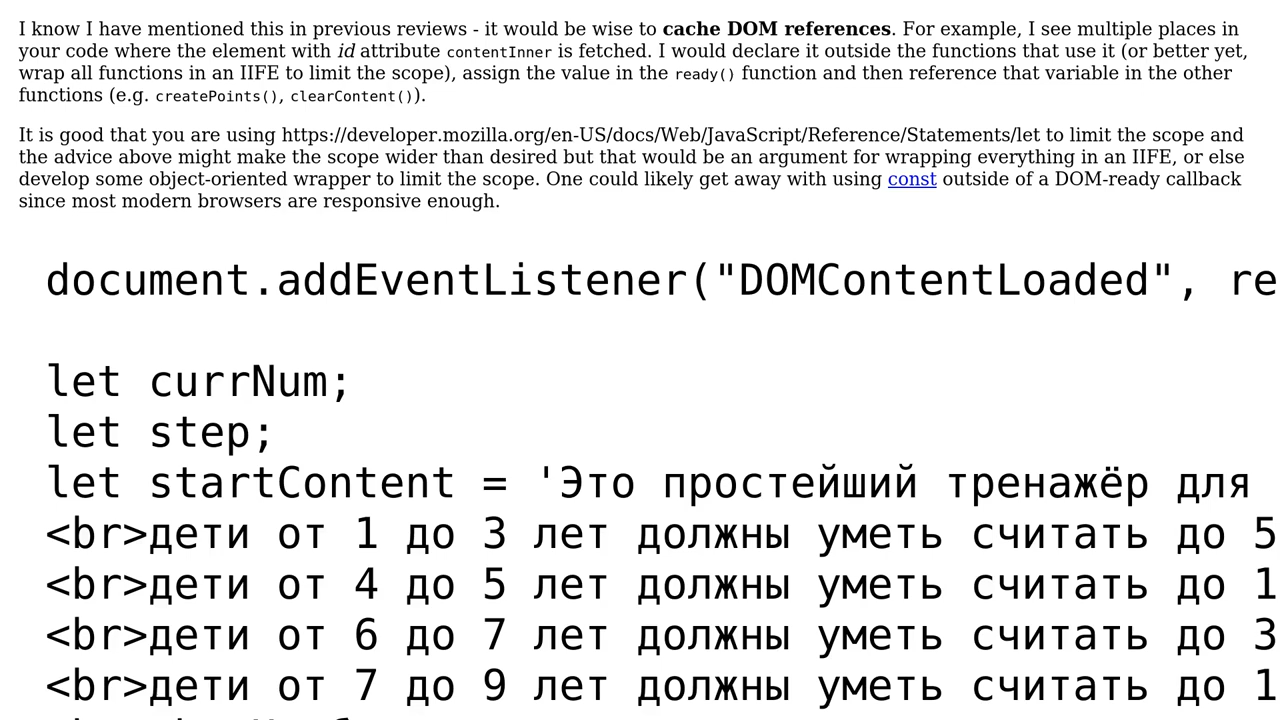 I know I have mentioned this in previous reviews - it would be wise to cache DOM references. For example, I see multiple places in
your code where the element with id attribute contentInner is fetched. I would declare it outside the functions that use it (or better yet,
wrap all functions in an IIFE to limit the scope), assign the value in the ready() function and then reference that variable in the other
functions (e.g. createPoints(), clearContent()).
It is good that you are using https://developer.mozilla.org/en-US/docs/Web/JavaScript/Reference/Statements/let to limit the scope and
the advice above might make the scope wider than desired but that would be an argument for wrapping everything in an IIFE, or else
develop some object-oriented wrapper to limit the scope. One could likely get away with using const outside of a DOM-ready callback
since most modern browsers are responsive enough.
document.addEventListener("DOMContentLoaded", re
let currNum;
let step;
let startContent = 'Это простейший тренажёр для
<br>дети от 1 до 3 лет должны уметь считать до 5
<br>дети от 4 до 5 лет должны уметь считать до 1
<br>дети от 6 до 7 лет должны уметь считать до 3
<br>дети от 7 до 9 лет должны уметь считать до 1